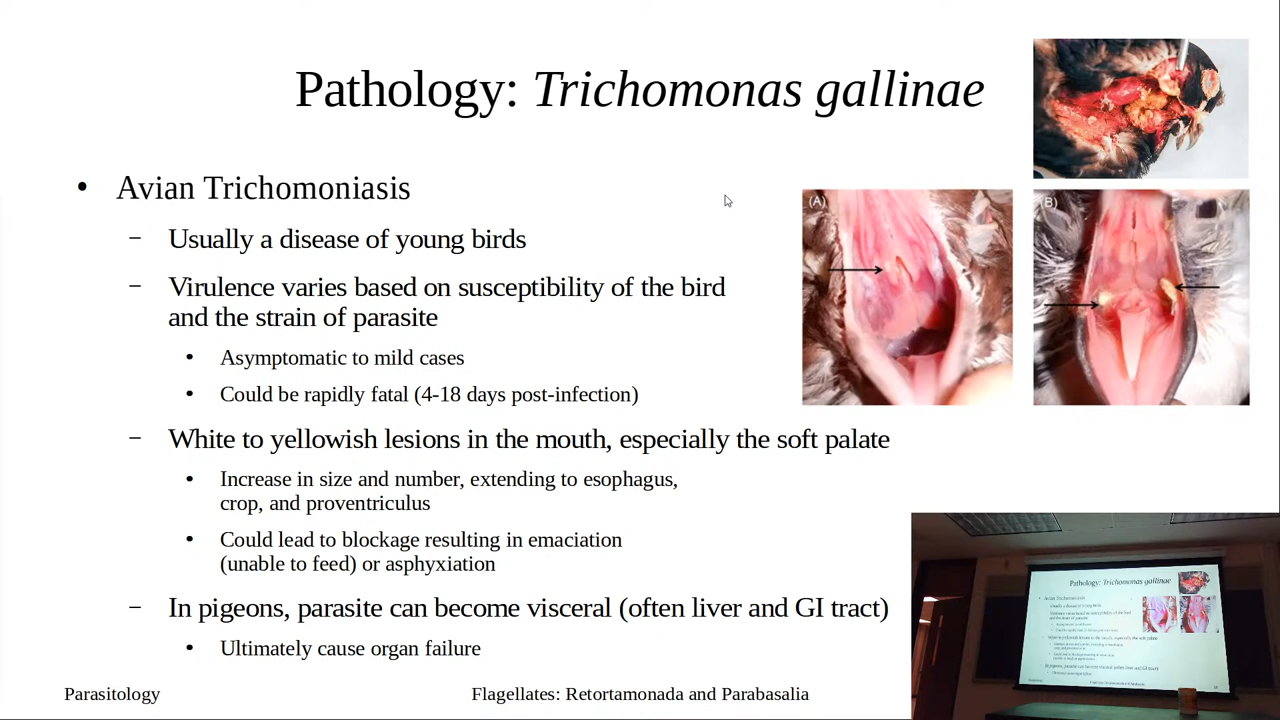 Pathology: Trichomonas gallinae
• Avian Trichomoniasis
– Usually a disease of young birds
– Virulence varies based on susceptibility of the bird
and the strain of parasite
• Asymptomatic to mild cases
• Could be rapidly fatal (4-18 days post-infection)
– White to yellowish lesions in the mouth, especially the soft palate
• Increase in size and number, extending to esophagus,
crop, and proventriculus
• Could lead to blockage resulting in emaciation
(unable to feed) or asphyxiation
– In pigeons, parasite can become visceral (often liver and GI tract)
• Ultimately cause organ failure
(A)
(B)
Parasitology
Flagellates: Retortamonada and Parabasalia
Pathology: Trichomonas gallinae